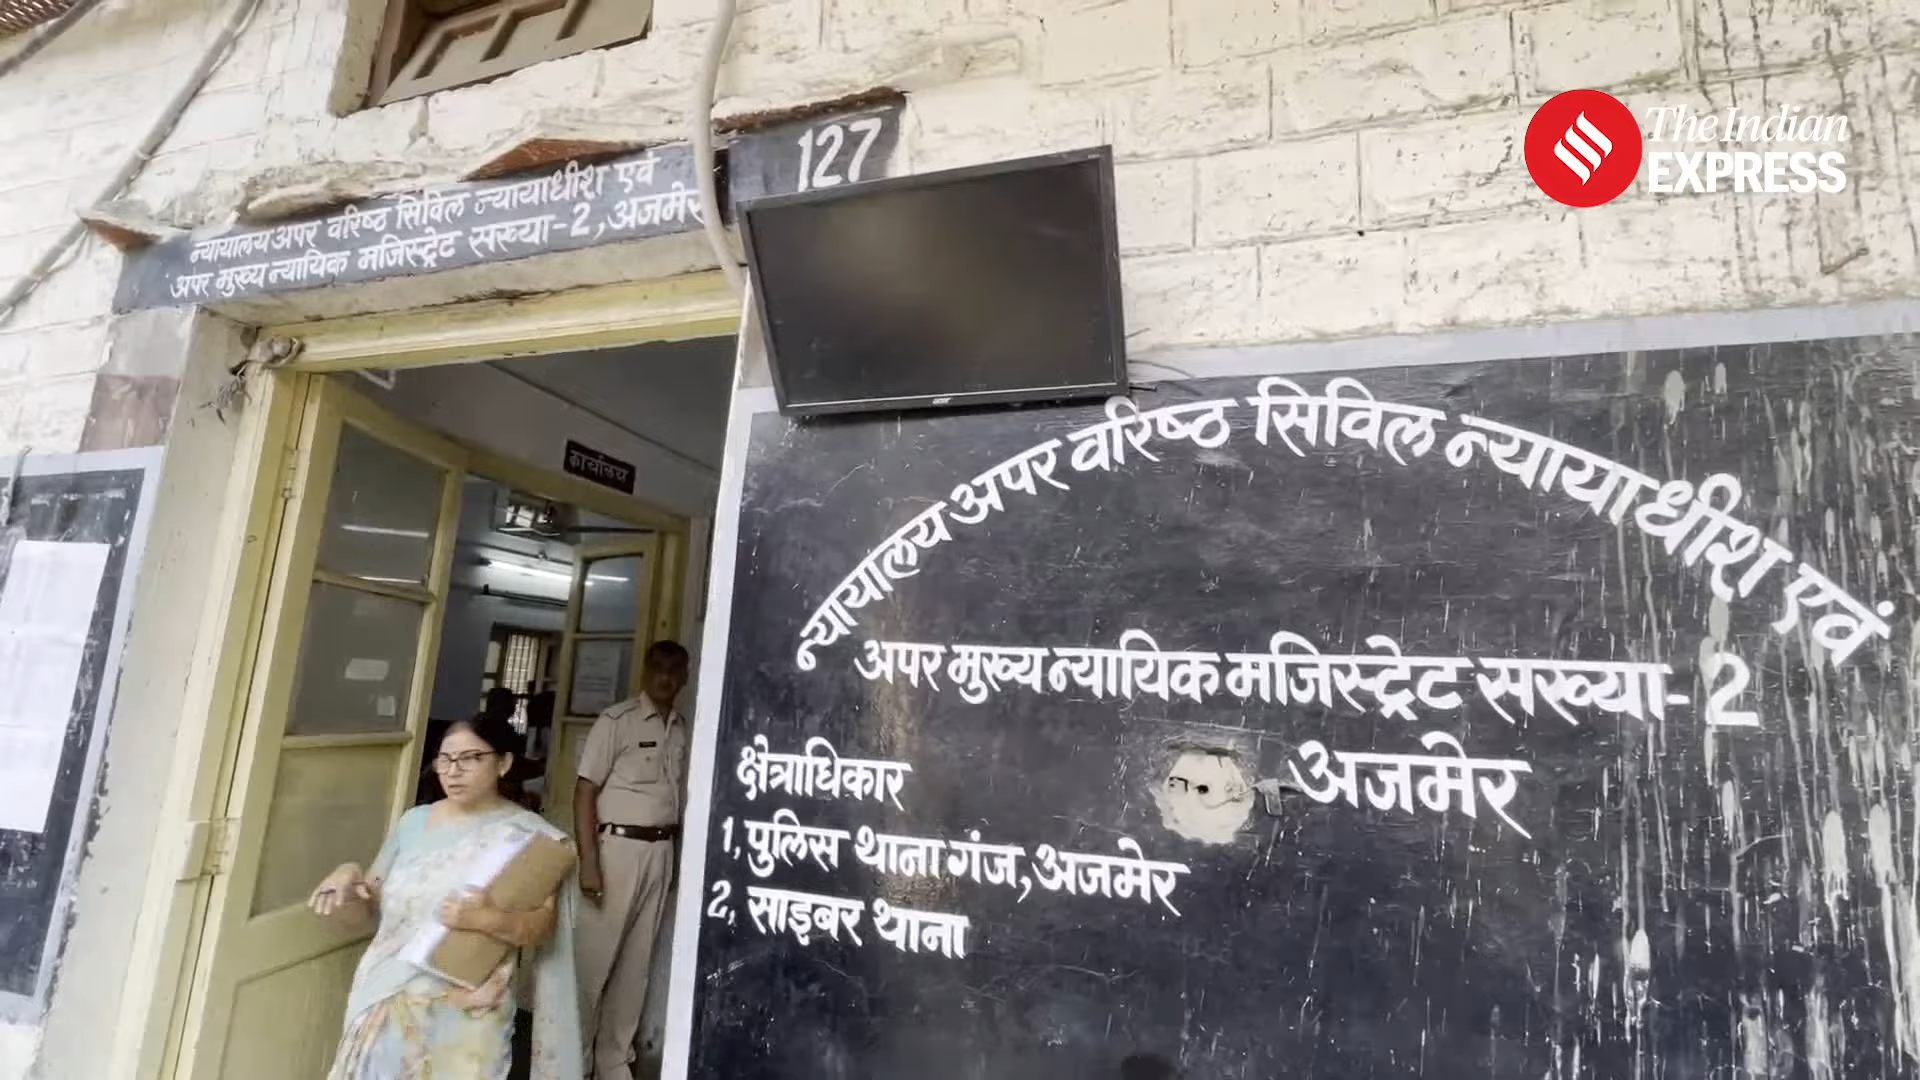 The Indian
EXPRESS
127
न्यायालय अपर वरिष्ठ सिविल न्यायाधीश एवं
अपर मुख्य न्यायिक मजिस्ट्रेट सख्या-2, अजमेर
कार्यालय
न्यायालय अपर वरिष्ठ सिविल न्यायाधीश एवं
अपर मुख्य न्यायिक मजिस्ट्रेट सख्या-2
अजमेर
क्षेत्राधिकार
1, पुलिस थाना गंज, अजमेर
2, साइबर थाना